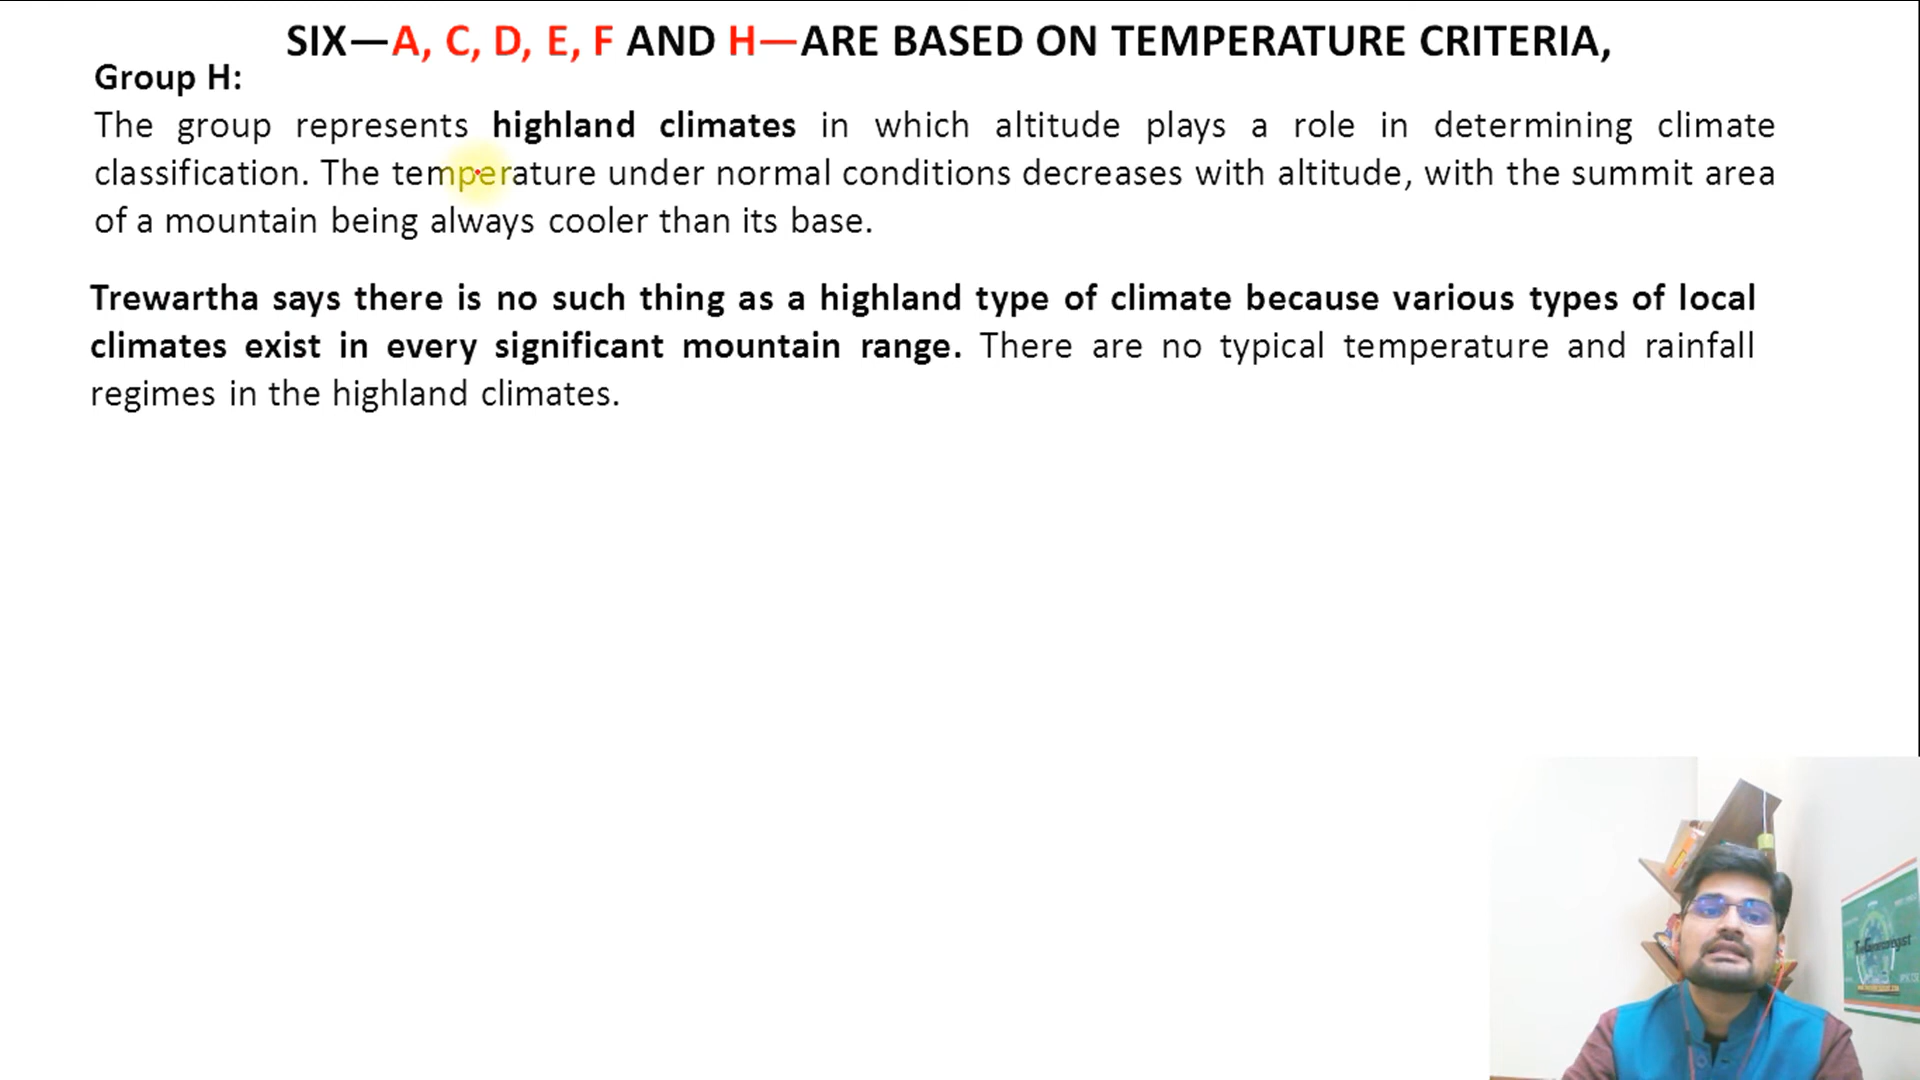 SIX—A, C, D, E, F AND H—ARE BASED ON TEMPERATURE CRITERIA,
Group H:
The group represents highland climates in which altitude plays a role in determining climate
classification. The temperature under normal conditions decreases with altitude, with the summit area
of a mountain being always cooler than its base.
Trewartha says there is no such thing as a highland type of climate because various types of local
climates exist in every significant mountain range. There are no typical temperature and rainfall
regimes in the highland climates.